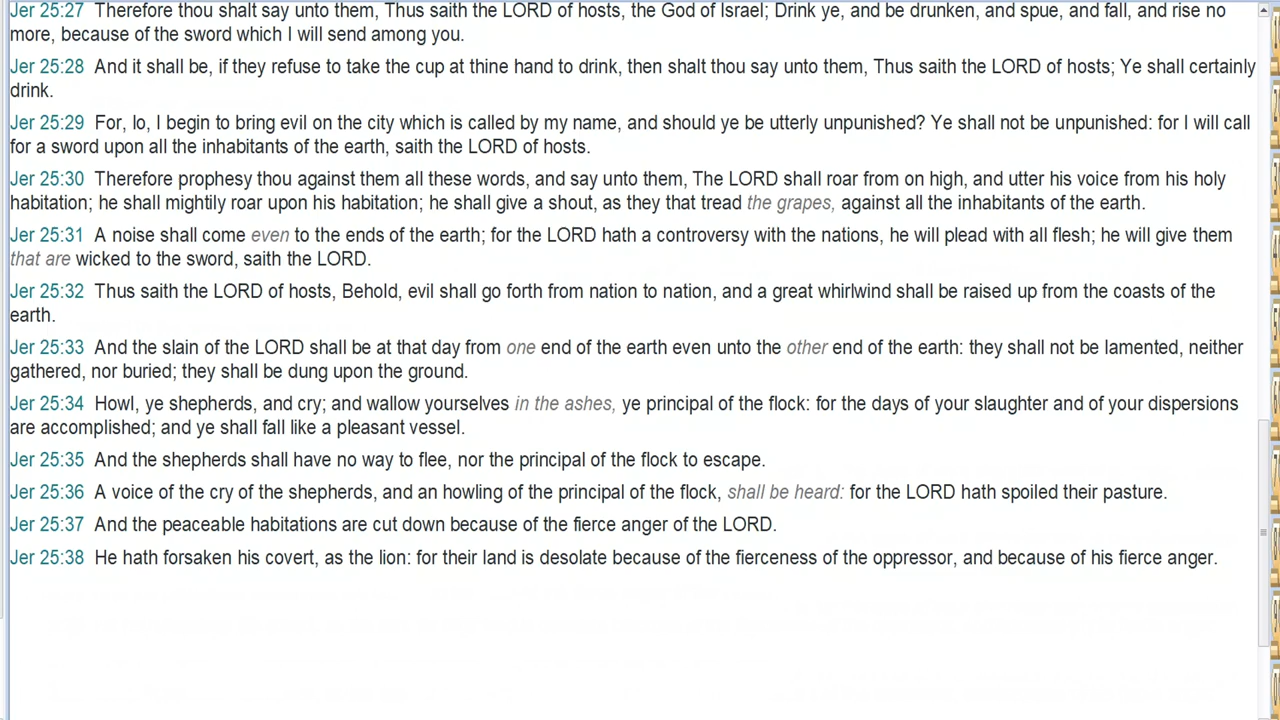 Jer 25:27  Therefore thou shalt say unto them, Thus saith the LORD of hosts, the God of Israel; Drink ye, and be drunken, and spue, and fall, and rise no
more, because of the sword which I will send among you.
Jer 25:28  And it shall be, if they refuse to take the cup at thine hand to drink, then shalt thou say unto them, Thus saith the LORD of hosts; Ye shall certainly
drink.
Jer 25:29  For, lo, I begin to bring evil on the city which is called by my name, and should ye be utterly unpunished? Ye shall not be unpunished: for I will call
for a sword upon all the inhabitants of the earth, saith the LORD of hosts.
Jer 25:30  Therefore prophesy thou against them all these words, and say unto them, The LORD shall roar from on high, and utter his voice from his holy
habitation; he shall mightily roar upon his habitation; he shall give a shout, as they that tread the grapes, against all the inhabitants of the earth.
Jer 25:31  A noise shall come even to the ends of the earth; for the LORD hath a controversy with the nations, he will plead with all flesh; he will give them
that are wicked to the sword, saith the LORD.
Jer 25:32  Thus saith the LORD of hosts, Behold, evil shall go forth from nation to nation, and a great whirlwind shall be raised up from the coasts of the
earth.
Jer 25:33  And the slain of the LORD shall be at that day from one end of the earth even unto the other end of the earth: they shall not be lamented, neither
gathered, nor buried; they shall be dung upon the ground.
Jer 25:34  Howl, ye shepherds, and cry; and wallow yourselves in the ashes, ye principal of the flock: for the days of your slaughter and of your dispersions
are accomplished; and ye shall fall like a pleasant vessel.
Jer 25:35  And the shepherds shall have no way to flee, nor the principal of the flock to escape.
Jer 25:36  A voice of the cry of the shepherds, and an howling of the principal of the flock, shall be heard: for the LORD hath spoiled their pasture.
Jer 25:37  And the peaceable habitations are cut down because of the fierce anger of the LORD.
Jer 25:38  He hath forsaken his covert, as the lion: for their land is desolate because of the fierceness of the oppressor, and because of his fierce anger.